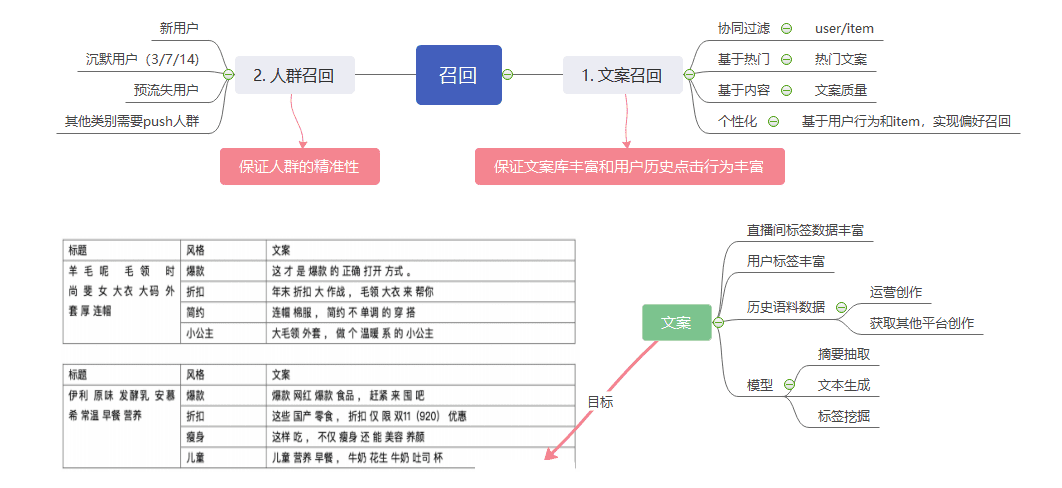 新用户
沉默用户（3/7/14）
预流失用户
其他类别需要push人群
2. 人群召回
召回
1. 文案召回
协同过滤 user/item
基于热门 热门文案
基于内容 文案质量
个性化 基于用户行为和item，实现偏好召回
保证人群的精准性
保证文案库丰富和用户历史点击行为丰富
标题 风格 文案
羊 毛 呢 毛 领 时
尚 斐 女 大衣 大码 外
套 厚 连帽
爆款 这 才 是 爆款 的 正确 打开 方式 。
折扣 年末 折扣 大 作战 ， 毛领 大衣 来 帮你
简约 连帽 棉服 ， 简约 不 单调 的 穿 搭
小公主 大毛领 外套 ， 做 个 温暖 系 的 小公主
标题 风格 文案
伊利 原味 发酵乳 安慕
希 常温 早餐 营养
爆款 爆款 网红 爆款 食品 ， 赶紧 来 囤 吧
折扣 这些 国产 零食 ， 折扣 仅 限 双11（920）优惠
瘦身 这样 吃 ， 不仅 瘦身 还 能 美容 养颜
儿童 儿童 营养 早餐 ， 牛奶 花生 牛奶 吐司 杯
目标
文案
直播间标签数据丰富
用户标签丰富
历史语料数据
运营创作
获取其他平台创作
模型
摘要抽取
文本生成
标签挖掘